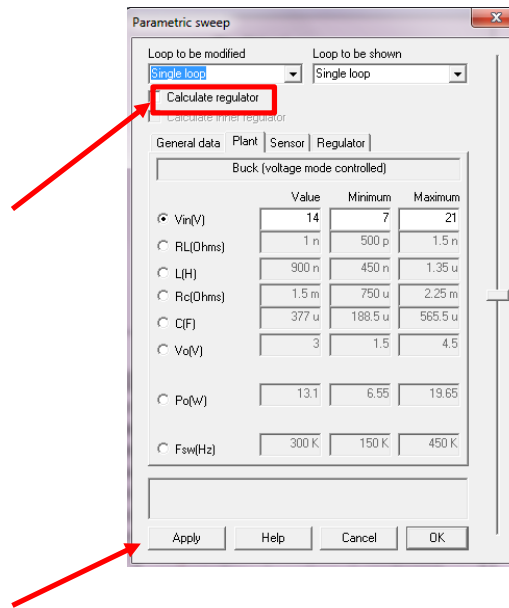 Parametric sweep
Loop to be modified Loop to be shown
Single loop Single loop
Calculate regulator
Calculate inner regulator
General data Plant Sensor Regulator
Buck (voltage mode controlled)
Value Minimum Maximum
Vin(V) 14 7 21
RL(Ohms) 1 n 500 p 1.5 n
L(H) 900 n 450 n 1.35 u
Rc(Ohms) 1.5 m 750 u 2.25 m
C(F) 377 u 188.5 u 565.5 u
Vo(V) 3 1.5 4.5
Po(W) 13.1 6.55 19.65
Fsw(Hz) 300 K 150 K 450 K
Apply Help Cancel OK